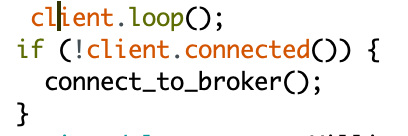 client.loop();
if (!client.connected()) {
connect_to_broker();
}